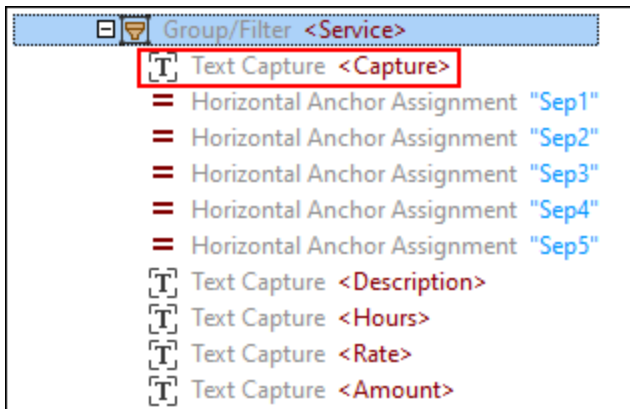 Group/Filter <Service>
Text Capture <Capture>
Horizontal Anchor Assignment "Sep1"
Horizontal Anchor Assignment "Sep2"
Horizontal Anchor Assignment "Sep3"
Horizontal Anchor Assignment "Sep4"
Horizontal Anchor Assignment "Sep5"
Text Capture <Description>
Text Capture <Hours>
Text Capture <Rate>
Text Capture <Amount>